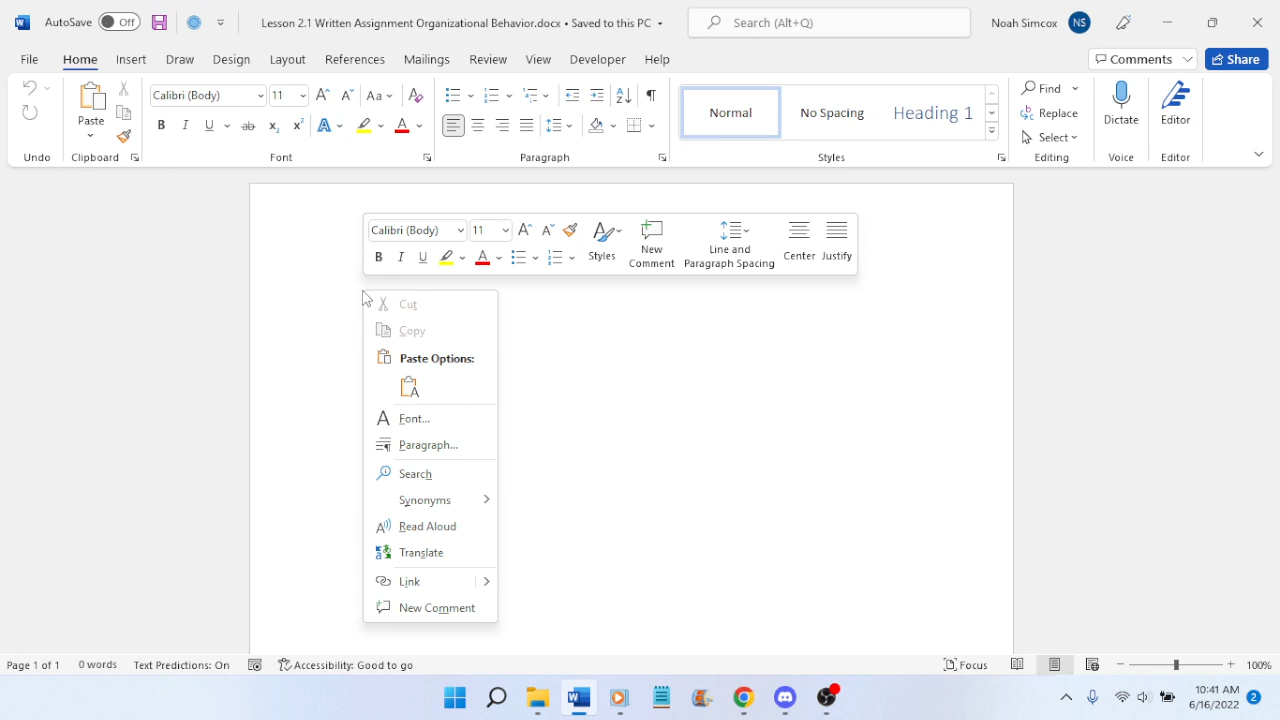 AutoSave Off Lesson 2.1 Written Assignment Organizational Behavior.docx • Saved to this PC Search (Alt+Q) Noah Simcox NS
File Home Insert Draw Design Layout References Mailings Review View Developer Help Comments Share
Calibri (Body) 11 Aa Normal No Spacing Heading 1 Find
Paste Replace Dictate Editor
B I U ab x₂ x² A A Select
Undo Clipboard Font Paragraph Styles Editing Voice Editor
Calibri (Body) 11 A A
Styles New Comment Line and Paragraph Spacing Center Justify
B I U A
Cut
Copy
Paste Options:
A
Font...
Paragraph...
Search
Synonyms
Read Aloud
Translate
Link
New Comment
Page 1 of 1 0 words Text Predictions: On Accessibility: Good to go Focus 100%
10:41 AM
6/16/2022 2